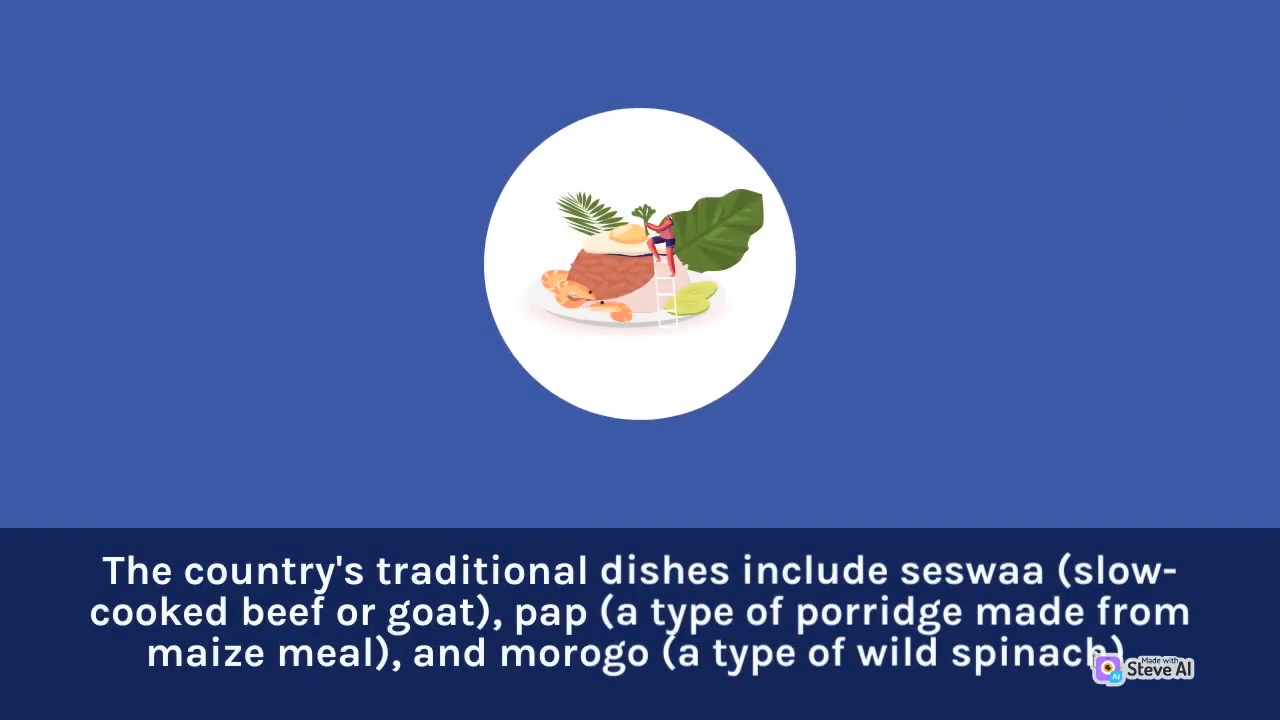 The country's traditional dishes include seswaa (slow-
cooked beef or goat), pap (a type of porridge made from
maize meal), and morogo (a type of wild spinach)
Made with
Steve AI
AI